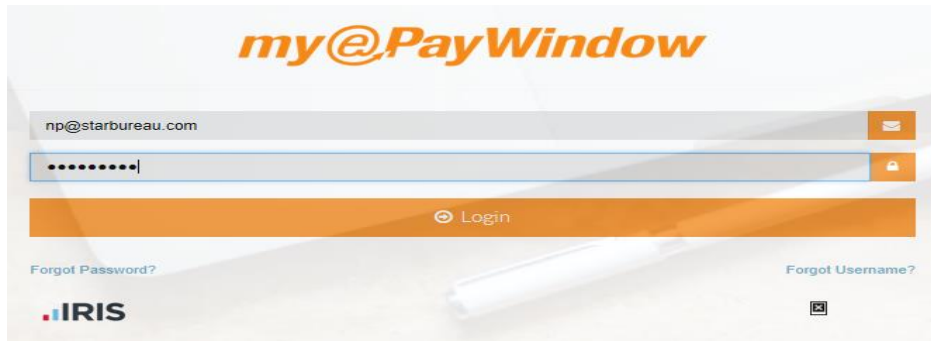 my@PayWindow
np@starbureau.com
•••••••••
Login
Forgot Password? Forgot Username?
IRIS